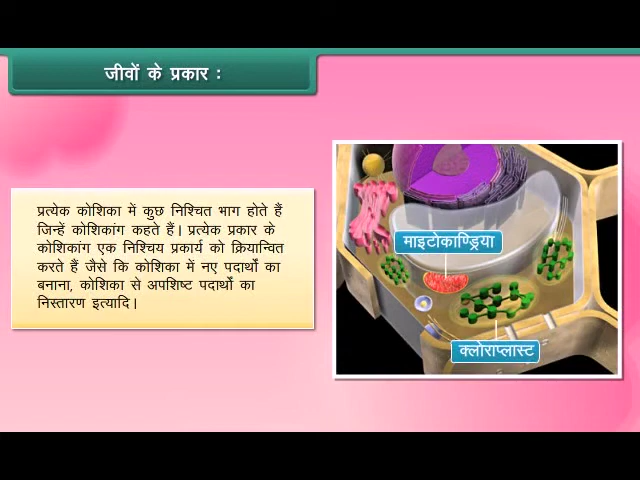 जीवों के प्रकार :
प्रत्येक कोशिका में कुछ निश्चित भाग होते हैं
जिन्हें कोशिकांग कहते हैं। प्रत्येक प्रकार के
कोशिकांग एक निश्चिय प्रकार्य को क्रियान्वित
करते हैं जैसे कि कोशिका में नए पदार्थों का
बनाना, कोशिका से अपशिष्ट पदार्थों का
निस्तारण इत्यादि।
माइटोकाण्ड्रिया
क्लोराप्लास्ट